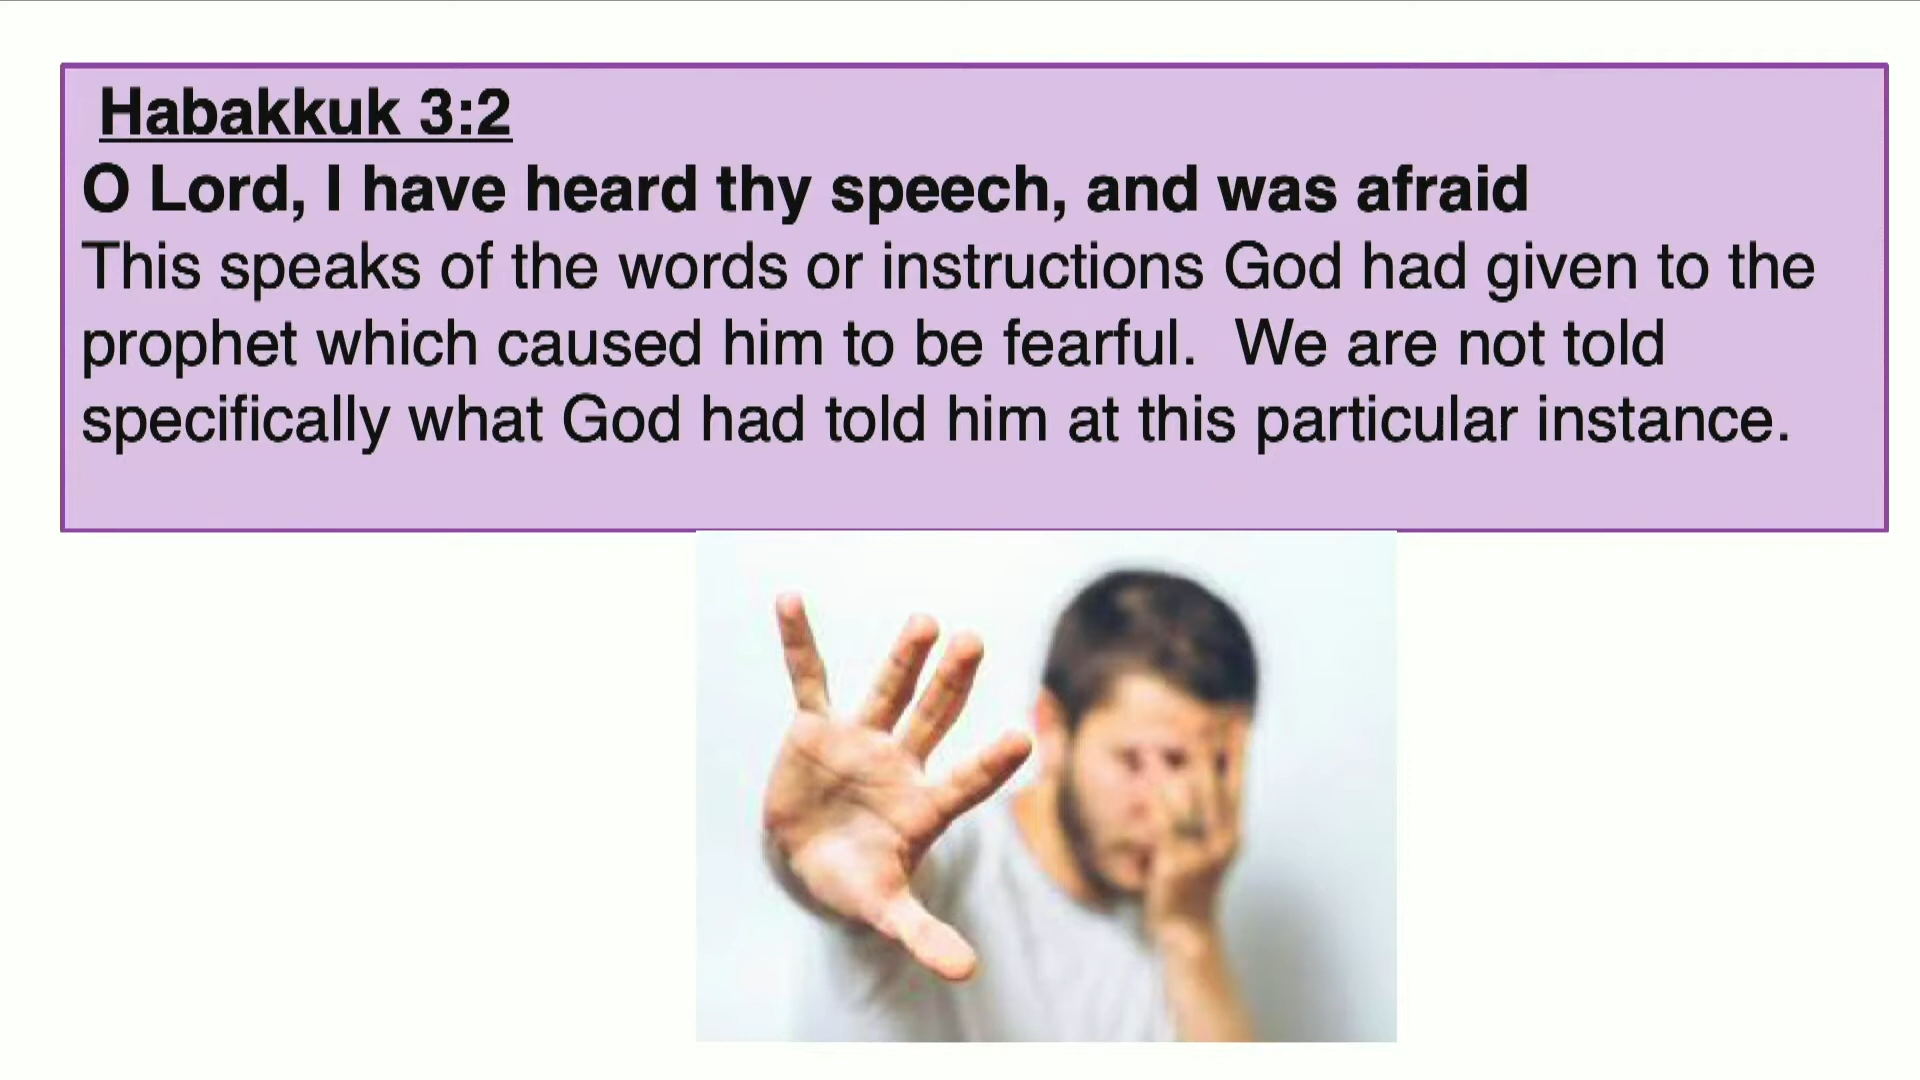 Habakkuk 3:2
O Lord, I have heard thy speech, and was afraid
This speaks of the words or instructions God had given to the
prophet which caused him to be fearful.  We are not told
specifically what God had told him at this particular instance.